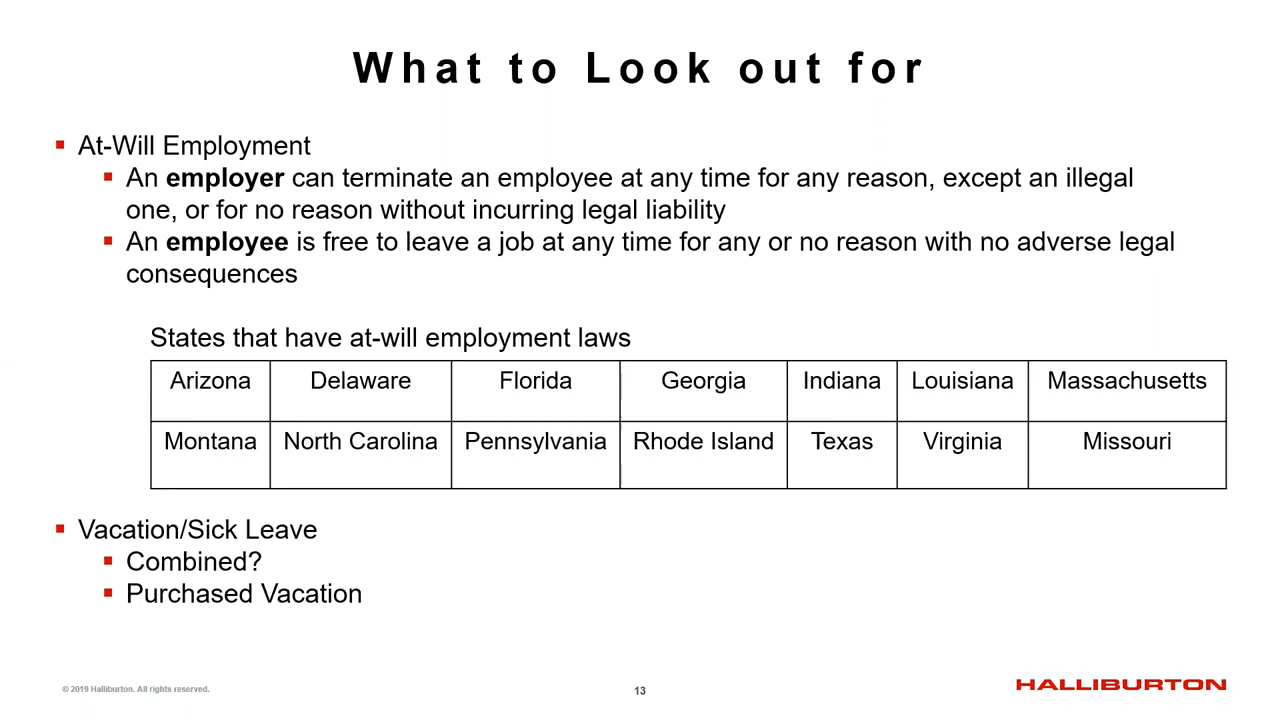 What to Look out for
At-Will Employment
An employer can terminate an employee at any time for any reason, except an illegal
one, or for no reason without incurring legal liability
An employee is free to leave a job at any time for any or no reason with no adverse legal
consequences
States that have at-will employment laws
Arizona Delaware Florida Georgia Indiana Louisiana Massachusetts
Montana North Carolina Pennsylvania Rhode Island Texas Virginia Missouri
Vacation/Sick Leave
Combined?
Purchased Vacation
© 2019 Halliburton. All rights reserved.
13
HALLIBURTON